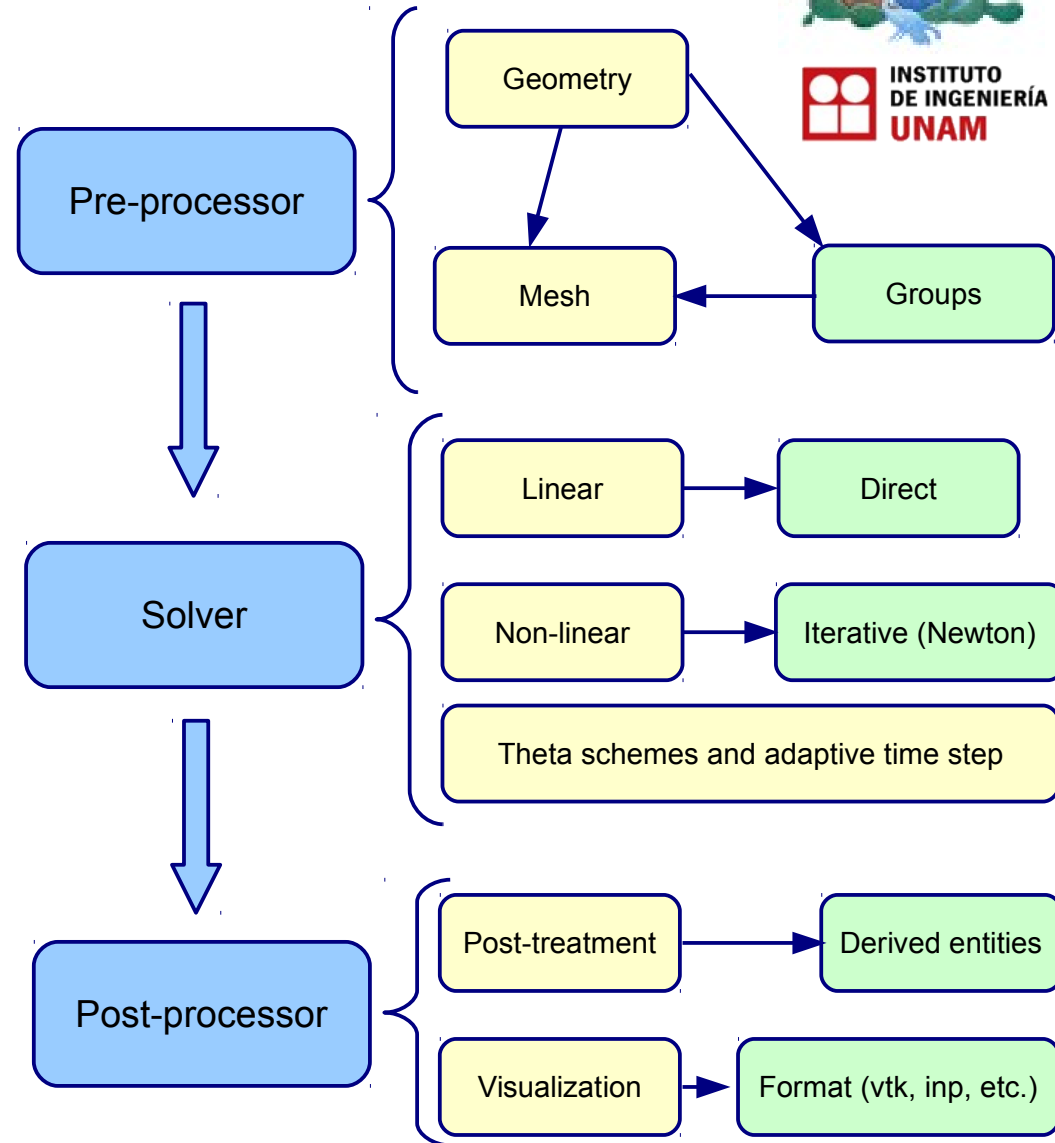 INSTITUTO
DE INGENIERÍA
UNAM
Pre-processor
Geometry
Mesh
Groups
Solver
Linear
Direct
Non-linear
Iterative (Newton)
Theta schemes and adaptive time step
Post-processor
Post-treatment
Derived entities
Visualization
Format (vtk, inp, etc.)